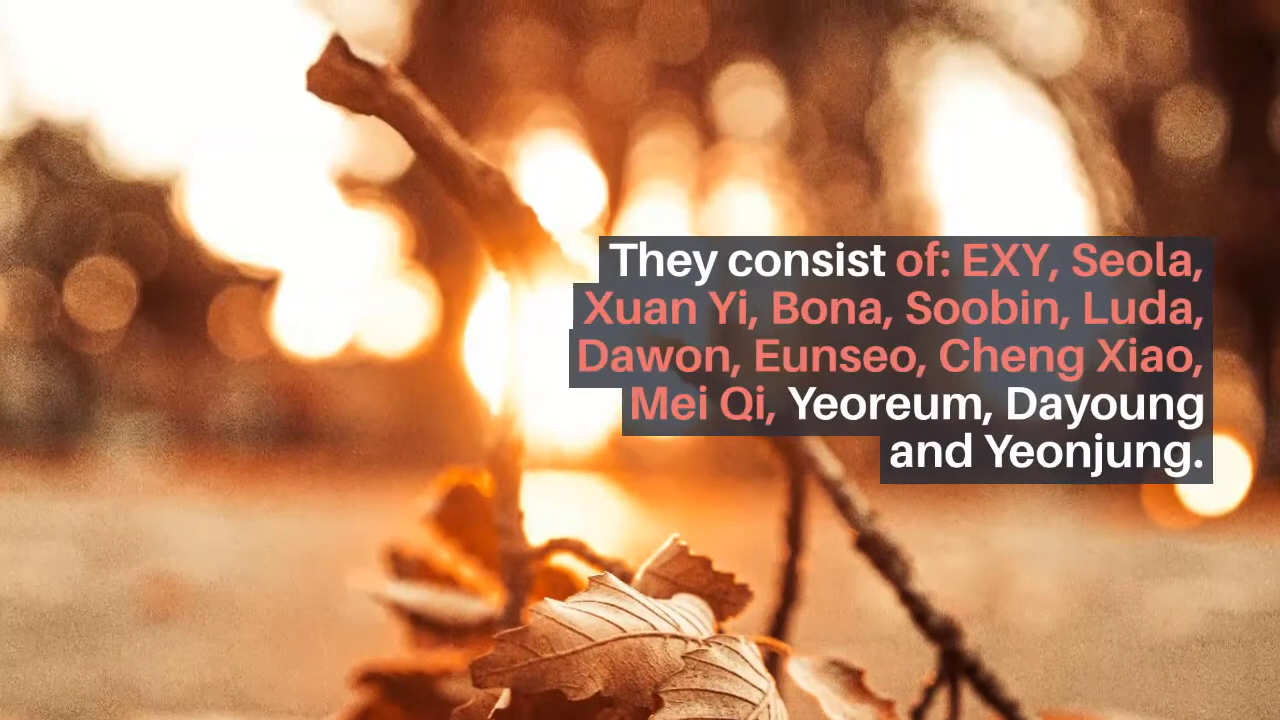 They consist of: EXY, Seola,
Xuan Yi, Bona, Soobin, Luda,
Dawon, Eunseo, Cheng Xiao,
Mei Qi, Yeoreum, Dayoung
and Yeonjung.